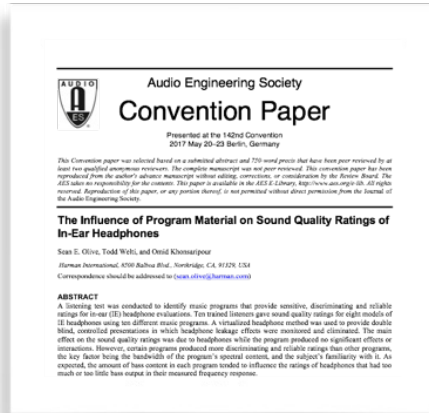 AUDIO
AES
Audio Engineering Society
Convention Paper
Presented at the 142nd Convention
2017 May 20–23 Berlin, Germany
This Convention paper was selected based on a submitted abstract and 750-word precis that have been peer reviewed by at
least two qualified anonymous reviewers. The complete manuscript was not peer reviewed. This convention paper has been
reproduced from the author's advance manuscript without editing, corrections, or consideration by the Review Board. The
AES takes no responsibility for the contents. This paper is available in the AES E-Library, http://www.aes.org/e-lib. All rights
reserved. Reproduction of this paper, or any portion thereof, is not permitted without direct permission from the Journal of
the Audio Engineering Society.
The Influence of Program Material on Sound Quality Ratings of
In-Ear Headphones
Sean E. Olive, Todd Welti, and Omid Khonsaripour
Harman International, 8500 Balboa Blvd., Northridge, CA, 91329, USA
Correspondence should be addressed to (sean.olive@harman.com)
ABSTRACT
A listening test was conducted to identify music programs that provide sensitive, discriminating and reliable
ratings for in-ear (IE) headphone evaluations. Ten trained listeners gave sound quality ratings for eight models of
IE headphones using ten different music programs. A virtualized headphone method was used to provide double
blind, controlled presentations in which headphone leakage effects were monitored and eliminated. The main
effect on the sound quality ratings was due to headphones while the program produced no significant effects or
interactions. However, certain programs produced more discriminating and reliable ratings than other programs,
the key factor being the bandwidth of the program's spectral content, and the subject's familiarity with it. As
expected, the amount of bass content in each program tended to influence the ratings of headphones that had too
much or too little bass output in their measured frequency response.